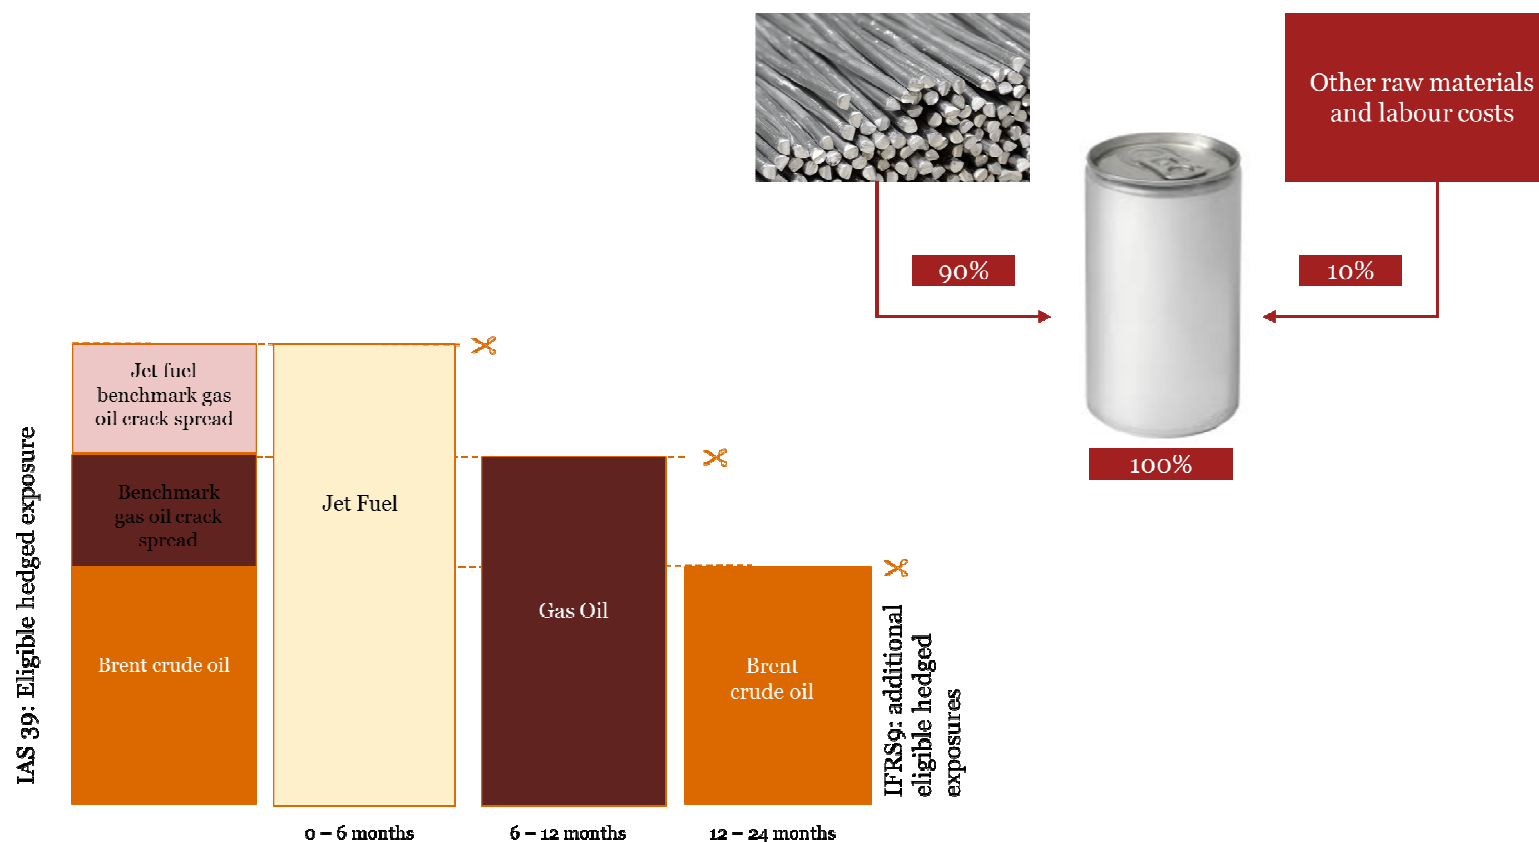 Other raw materials
and labour costs
90%
10%
100%
IAS 39: Eligible hedged exposure
Jet fuel
benchmark gas
oil crack spread
Benchmark
gas oil crack
spread
Brent crude oil
Jet Fuel
Gas Oil
Brent
crude oil
IFRS9: additional
eligible hedged
exposures
0 – 6 months
6 – 12 months
12 – 24 months